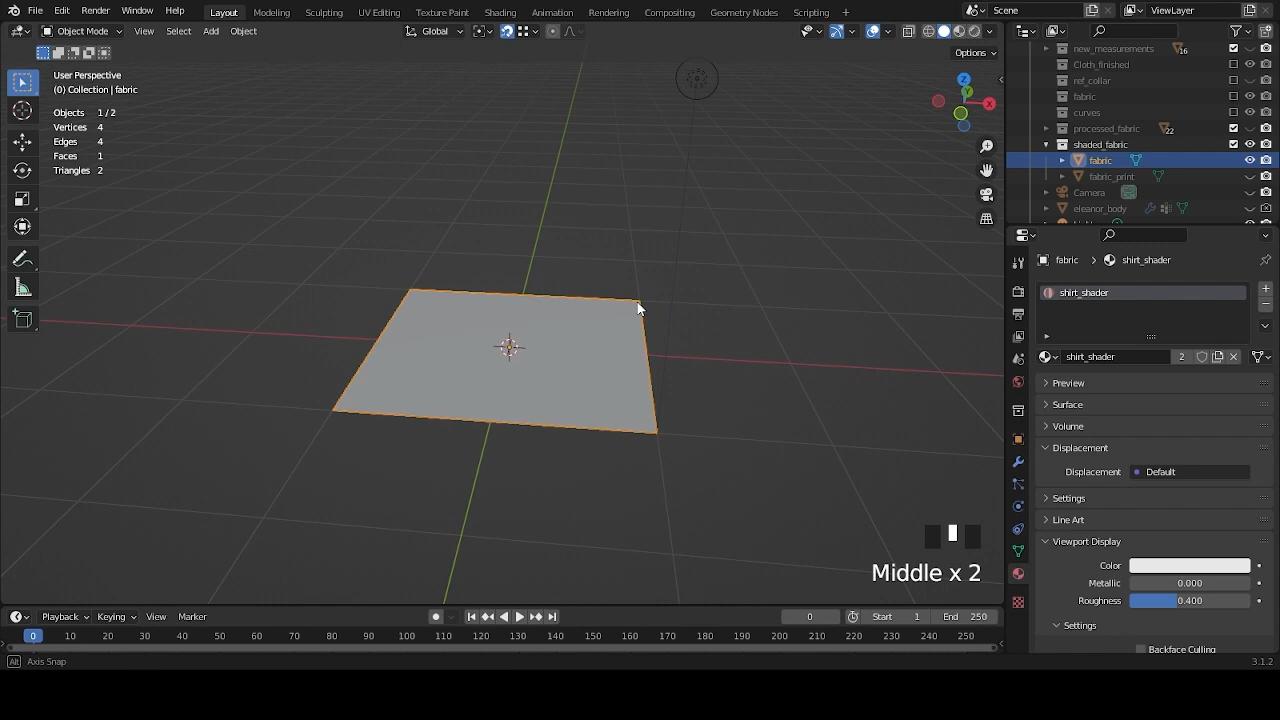 File Edit Render Window Help Layout Modeling Sculpting UV Editing Texture Paint Shading Animation Rendering Compositing Geometry Nodes Scripting + Scene ViewLayer
Object Mode View Select Add Object Global
Options
User Perspective
(0) Collection | fabric
Objects 1/2
Vertices 4
Edges 4
Faces 1
Triangles 2
Z
Y
X
new_measurements 16
Cloth_finished
ref_collar
fabric
curves
processed_fabric 22
shaded_fabric
fabric
fabric_print
Camera
eleanor_body
fabric > shirt_shader
shirt_shader
shirt_shader 2
Preview
Surface
Volume
Displacement
Displacement Default
Settings
Line Art
Viewport Display
Color
Metallic 0.000
Roughness 0.400
Settings
Backface Culling
Middle x 2
Playback Keying View Marker 0 Start 1 End 250
0 10 20 30 40 50 60 70 80 90 100 110 120 130 140 150 160 170 180 190 200 210 220 230 240 250
Alt Axis Snap 3.1.2